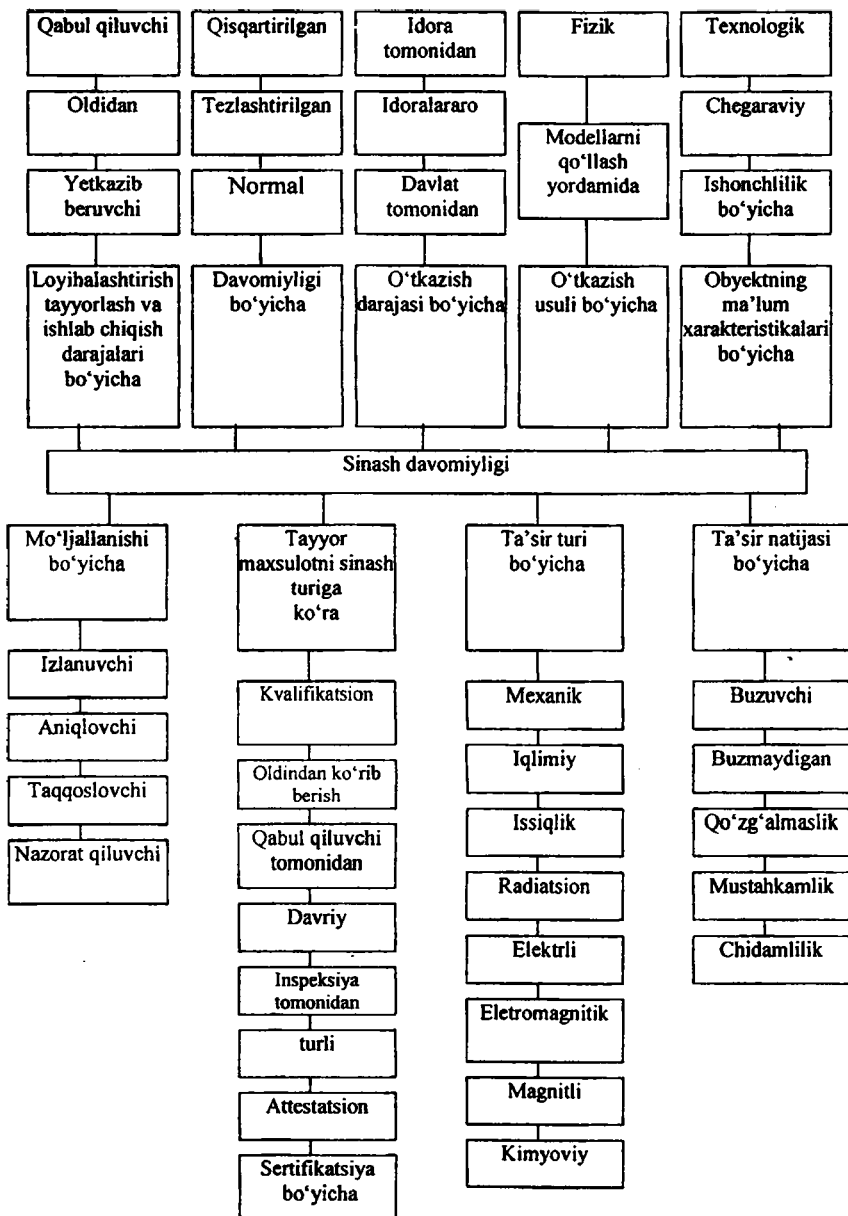 Qabul qiluvchi
Oldidan
Yetkazib
beruvchi
Loyibalashtirish
tayyorlash va
ishlab chiqish
darajalari
bo‘yicha
Qisqartirilgan
Tezlashtirilgan
Normal
Davomiyligi
bo‘yicha
Idora
tomonidan
Idoralararo
Davlat
tomonidan
O‘tkazish
darajasi bo‘yicha
Fizik
Modellarni
qo‘llash
yordamida
O‘tkazish
usuli bo‘yicha
Texnologik
Chegaraviy
Ishonchlilik
bo‘yicha
Obyektning
ma’lum
xarakteristikalari
bo‘yicha
Sinash davomiyligi
Mo‘ljallanishi
bo‘yicha
Izlanuvchi
Aniqlovchi
Taqqoslovchi
Nazorat qiluvchi
Tayyor
maxsulotni sinash
turiga
ko‘ra
Kvalifikatsion
Oldindan ko‘rib
berish
Qabul qiluvchi
tomonidan
Davriy
Inspeksiya
tomonidan
turli
Attestatsion
Sertifikatsiya
bo‘yicha
Ta’sir turi
bo‘yicha
Mexanik
Iqlimiy
Issiqlik
Radiatsion
Elektrli
Eletromagnitik
Magnitli
Kimyoviy
Ta’sir natijasi
bo‘yicha
Buzuvchi
Buzmaydigan
Qo‘zg‘almaslik
Mustahkamlik
Chidamlilik